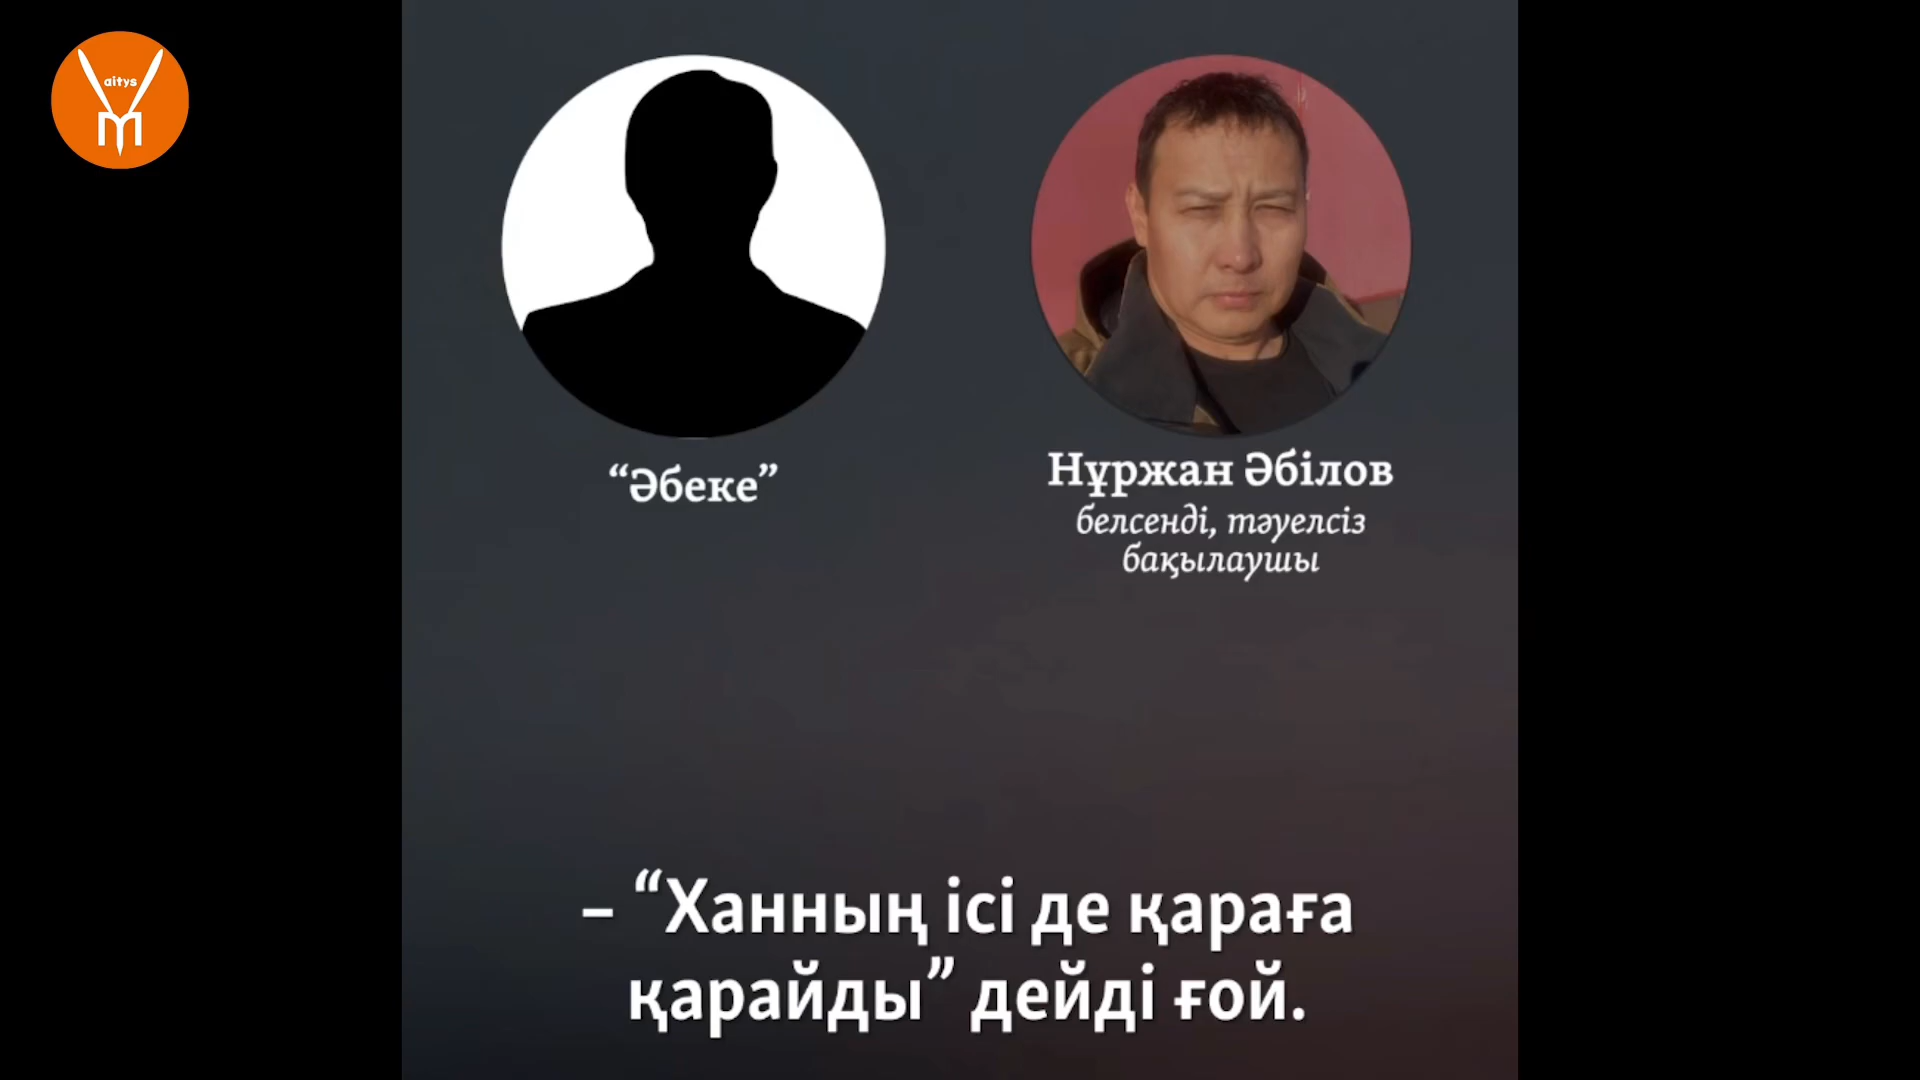 aitys
“Әбеке”
Нұржан Әбілов
белсенді, тәуелсіз
бақылаушы
– “Ханның ісі де қараға
қарайды” дейді ғой.